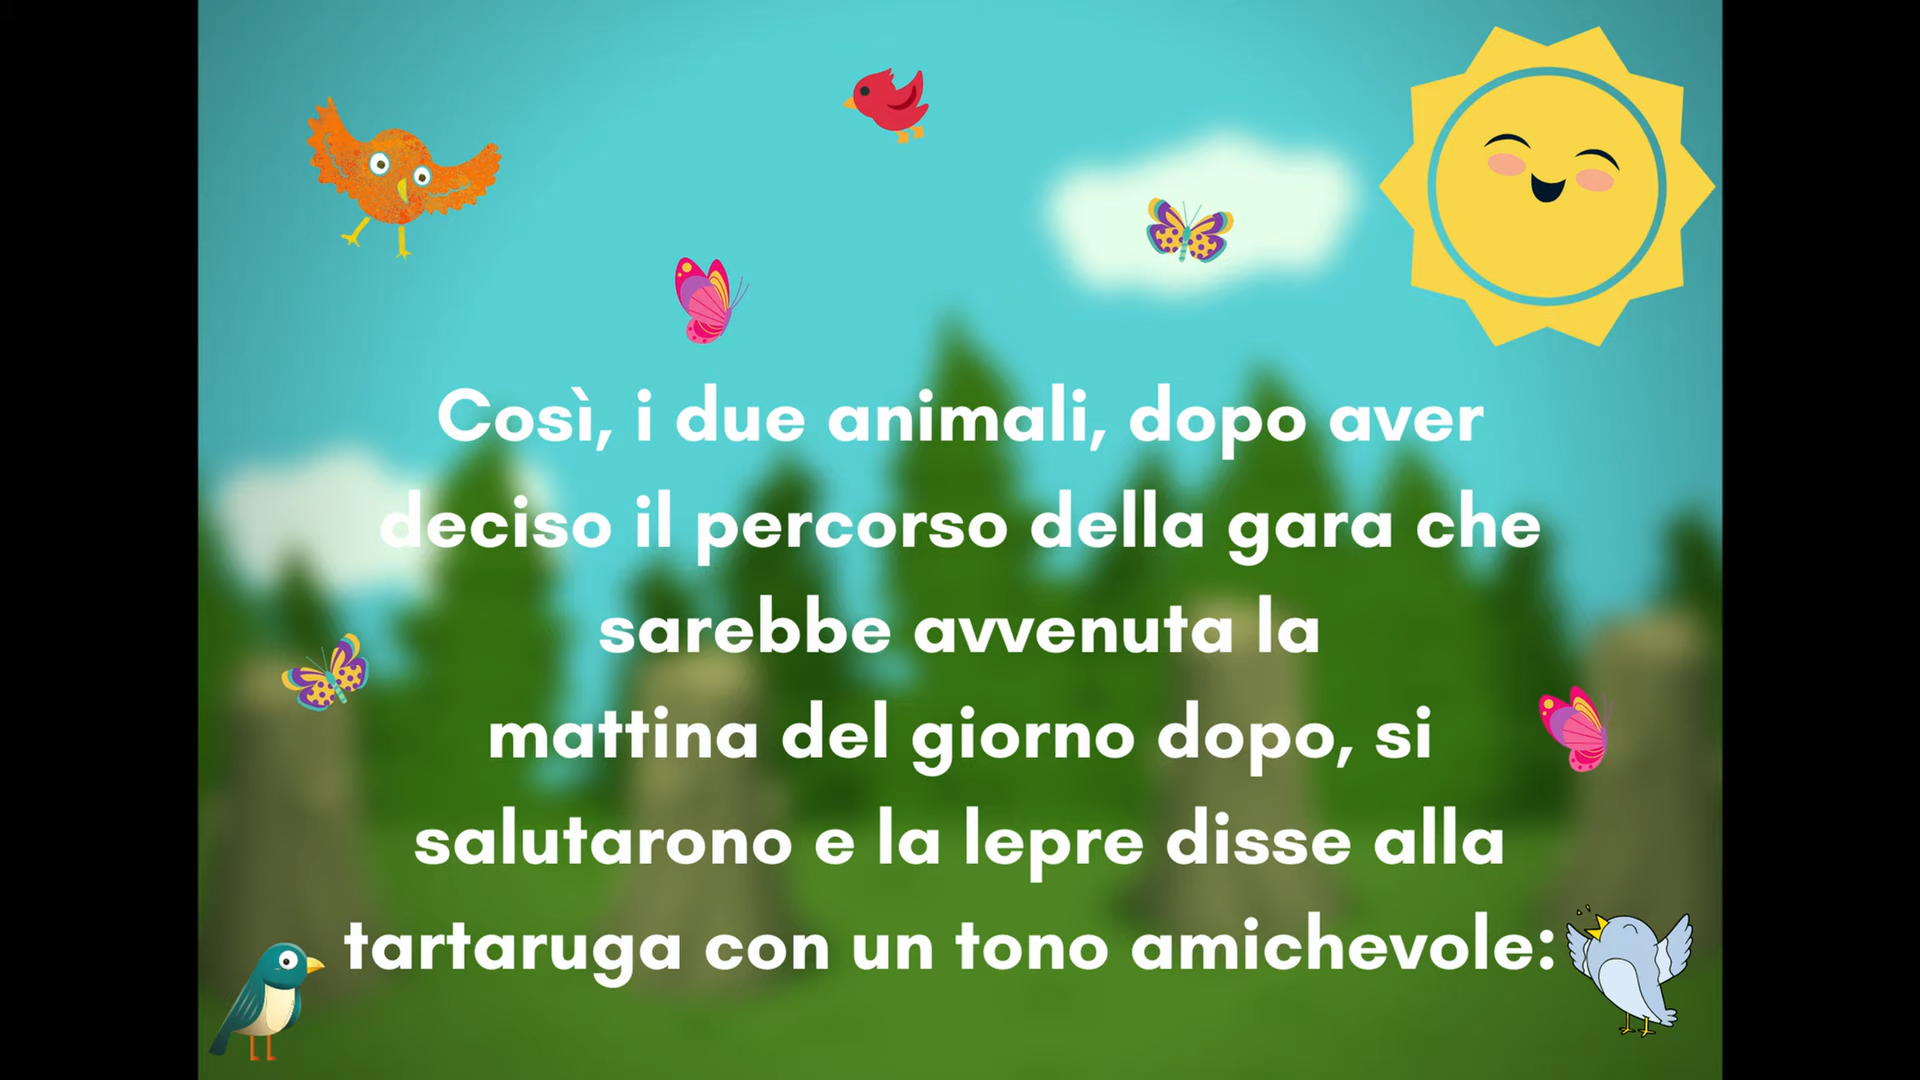 Così, i due animali, dopo aver
deciso il percorso della gara che
sarebbe avvenuta la
mattina del giorno dopo, si
salutarono e la lepre disse alla
tartaruga con un tono amichevole: